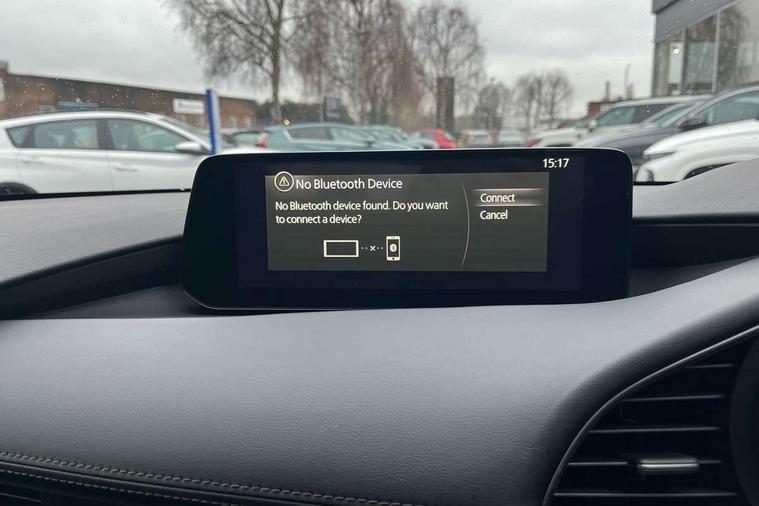 15:17
No Bluetooth Device
No Bluetooth device found. Do you want
to connect a device?
Connect
Cancel